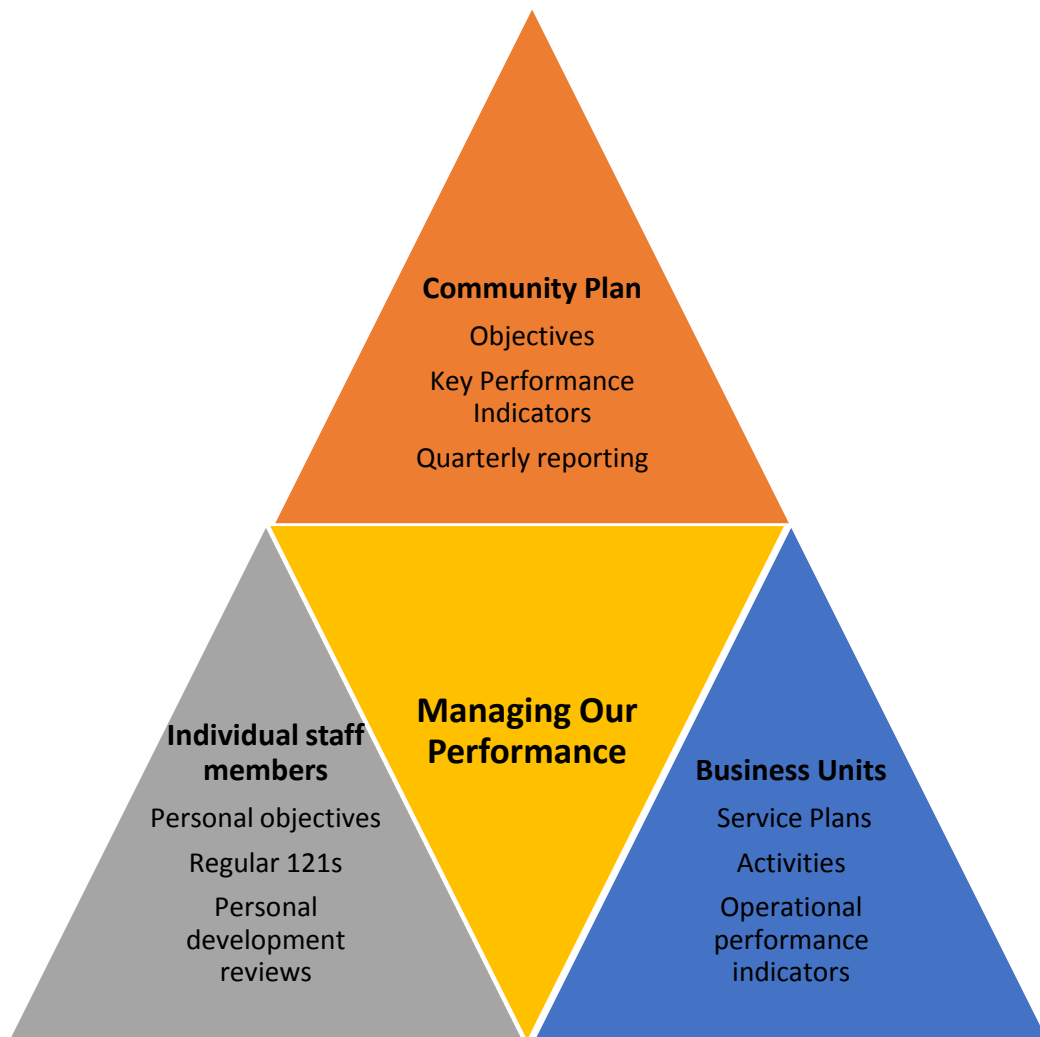 Community Plan
Objectives
Key Performance
Indicators
Quarterly reporting
Individual staff
members
Personal objectives
Regular 121s
Personal
development
reviews
Managing Our
Performance
Business Units
Service Plans
Activities
Operational
performance
indicators